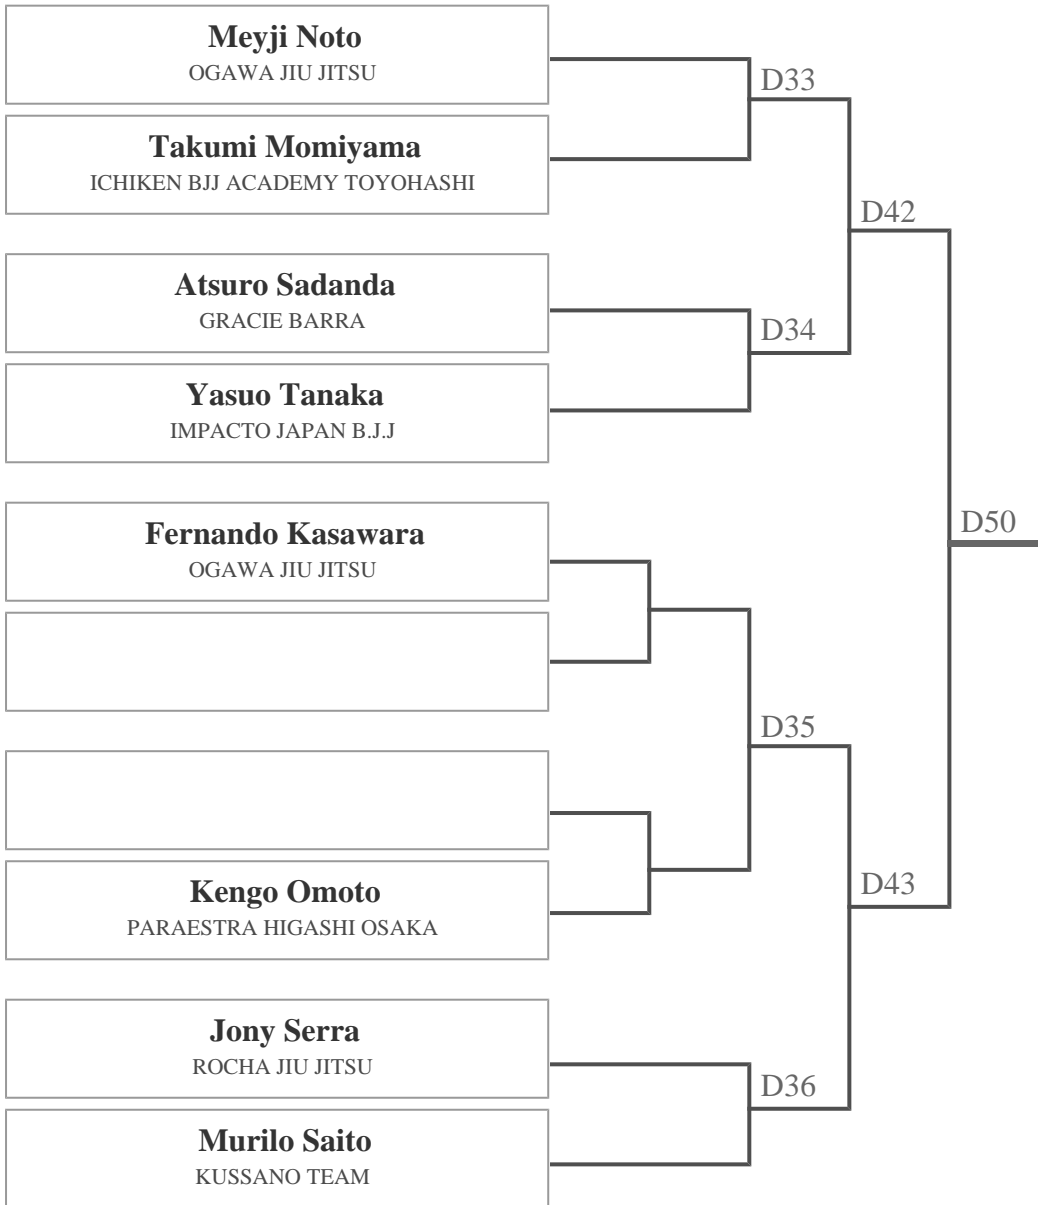 Meyji Noto
OGAWA JIU JITSU
D33
Takumi Momiyama
ICHIKEN BJJ ACADEMY TOYOHASHI
D42
Atsuro Sadanda
GRACIE BARRA
D34
Yasuo Tanaka
IMPACTO JAPAN B.J.J
Fernando Kasawara
OGAWA JIU JITSU
D50
D35
Kengo Omoto
PARAESTRA HIGASHI OSAKA
D43
Jony Serra
ROCHA JIU JITSU
D36
Murilo Saito
KUSSANO TEAM